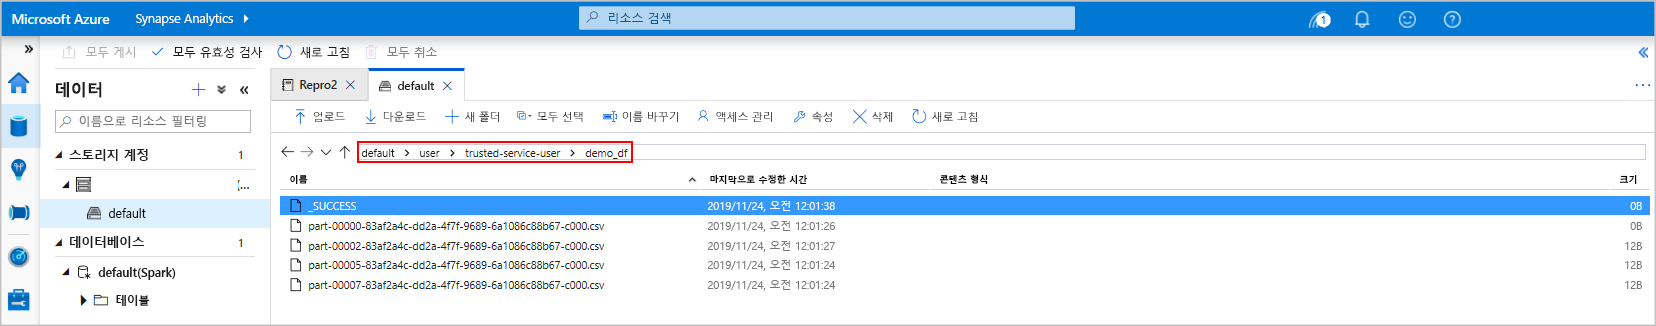 Microsoft Azure Synapse Analytics 리소스 검색 1
모두 게시 모두 유효성 검사 새로 고침 모두 취소
데이터
이름으로 리소스 필터링
스토리지 계정 1
(...
default
데이터베이스 1
default(Spark)
테이블
Repro2 default
업로드 다운로드 새 폴더 모두 선택 이름 바꾸기 액세스 관리 속성 삭제 새로 고침
default > user > trusted-service-user > demo_df
이름 마지막으로 수정한 시간 콘텐츠 형식 크기
_SUCCESS 2019/11/24, 오전 12:01:38 0B
part-00000-83af2a4c-dd2a-4f7f-9689-6a1086c88b67-c000.csv 2019/11/24, 오전 12:01:26 0B
part-00002-83af2a4c-dd2a-4f7f-9689-6a1086c88b67-c000.csv 2019/11/24, 오전 12:01:27 12B
part-00005-83af2a4c-dd2a-4f7f-9689-6a1086c88b67-c000.csv 2019/11/24, 오전 12:01:24 12B
part-00007-83af2a4c-dd2a-4f7f-9689-6a1086c88b67-c000.csv 2019/11/24, 오전 12:01:24 12B